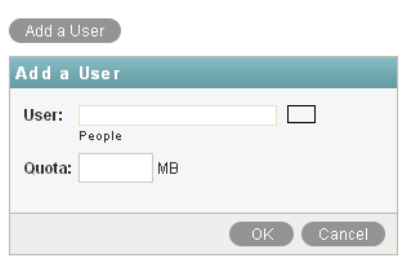 Add a User
Add a User
User:
People
Quota: MB
OK Cancel